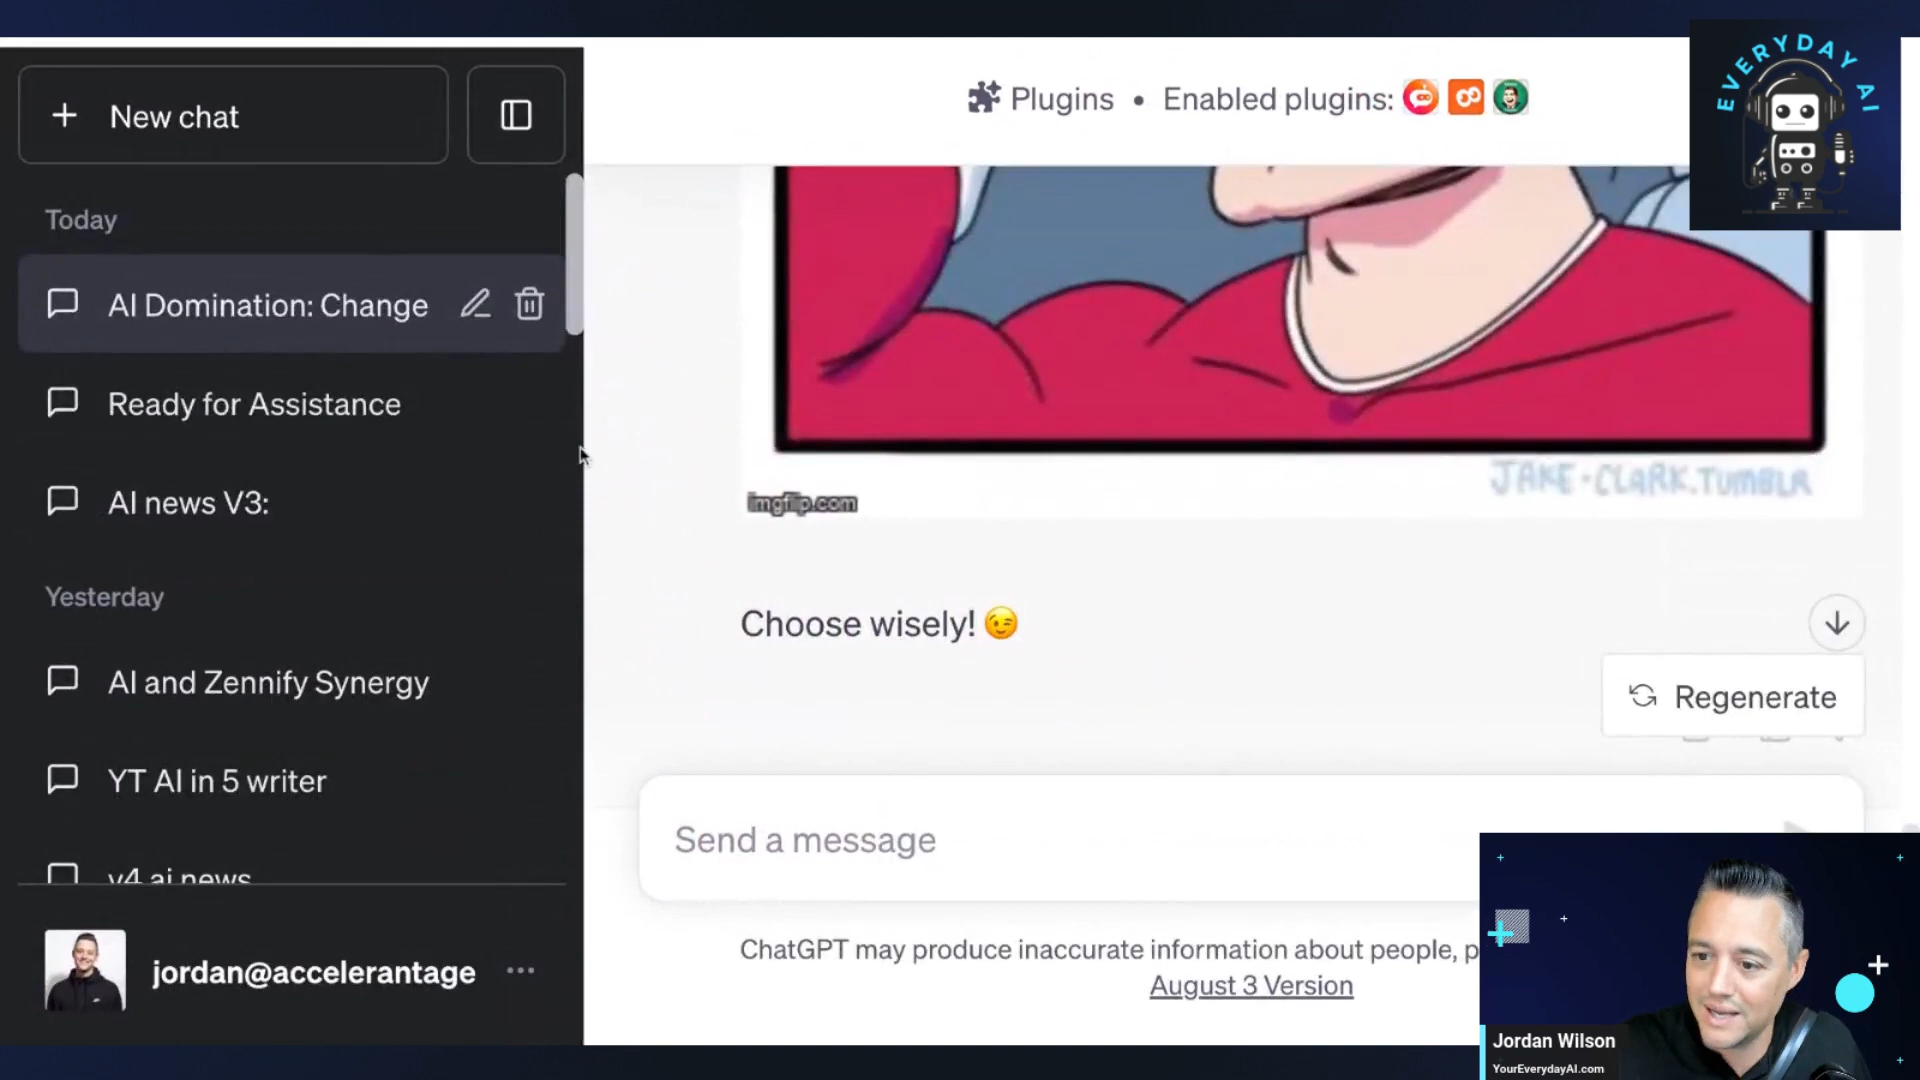 New chat
Plugins • Enabled plugins:
EVERYDAY AI
Today
AI Domination: Change
Ready for Assistance
AI news V3:
Yesterday
AI and Zennify Synergy
YT AI in 5 writer
v4 ai news
jordan@accelerantage
JAKE-CLARK.TUMBLR
imgflip.com
Choose wisely! 😉
Regenerate
Send a message
ChatGPT may produce inaccurate information about people, p
August 3 Version
Jordan Wilson
YourEverydayAI.com